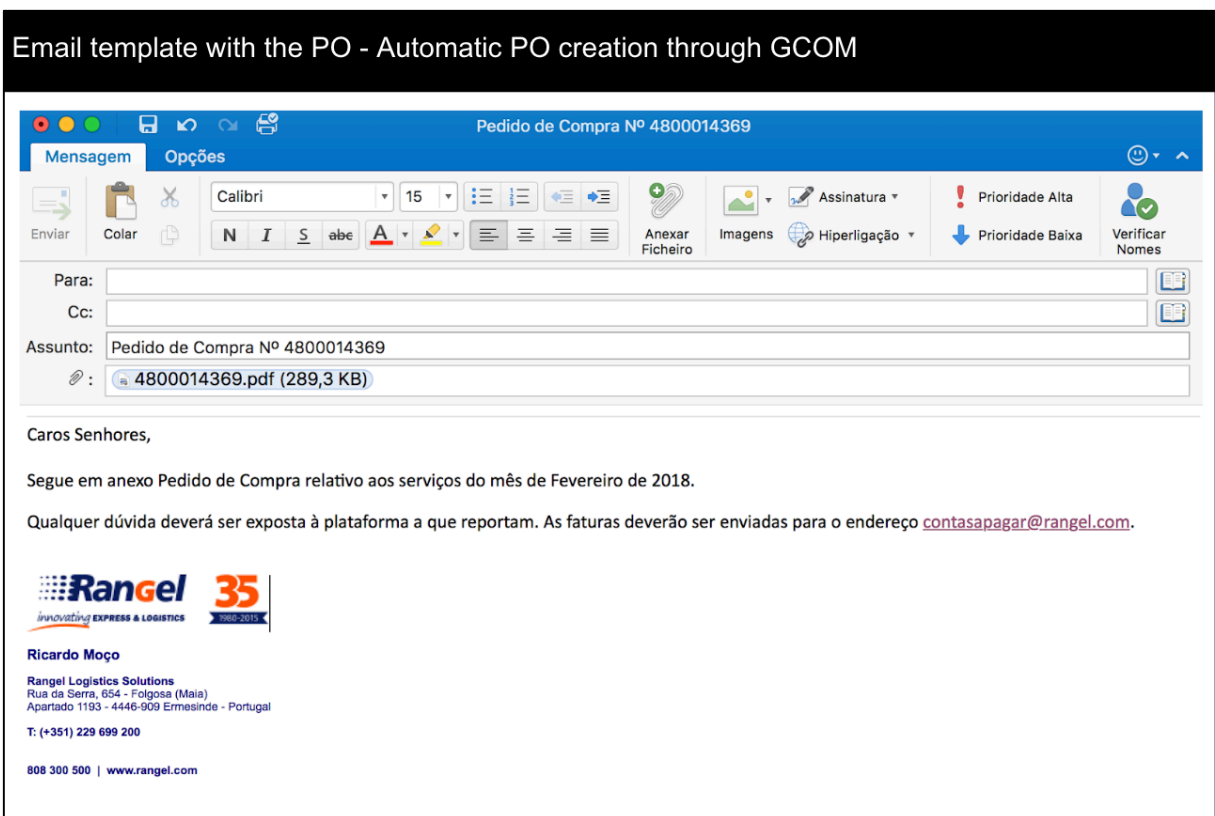 Email template with the PO - Automatic PO creation through GCOM
Pedido de Compra Nº 4800014369
Mensagem Opções
Enviar
Colar
Calibri 15
N I S abc A
Anexar
Ficheiro
Imagens
Assinatura
Hiperligação
Prioridade Alta
Prioridade Baixa
Verificar
Nomes
Para:
Cc:
Assunto: Pedido de Compra Nº 4800014369
: 4800014369.pdf (289,3 KB)
Caros Senhores,
Segue em anexo Pedido de Compra relativo aos serviços do mês de Fevereiro de 2018.
Qualquer dúvida deverá ser exposta à plataforma a que reportam. As faturas deverão ser enviadas para o endereço contasapagar@rangel.com.
Rangel 35
innovating EXPRESS & LOGISTICS 1980-2015
Ricardo Moço
Rangel Logistics Solutions
Rua da Serra, 654 - Folgosa (Maia)
Apartado 1193 - 4446-909 Ermesinde - Portugal
T: (+351) 229 699 200
808 300 500 | www.rangel.com